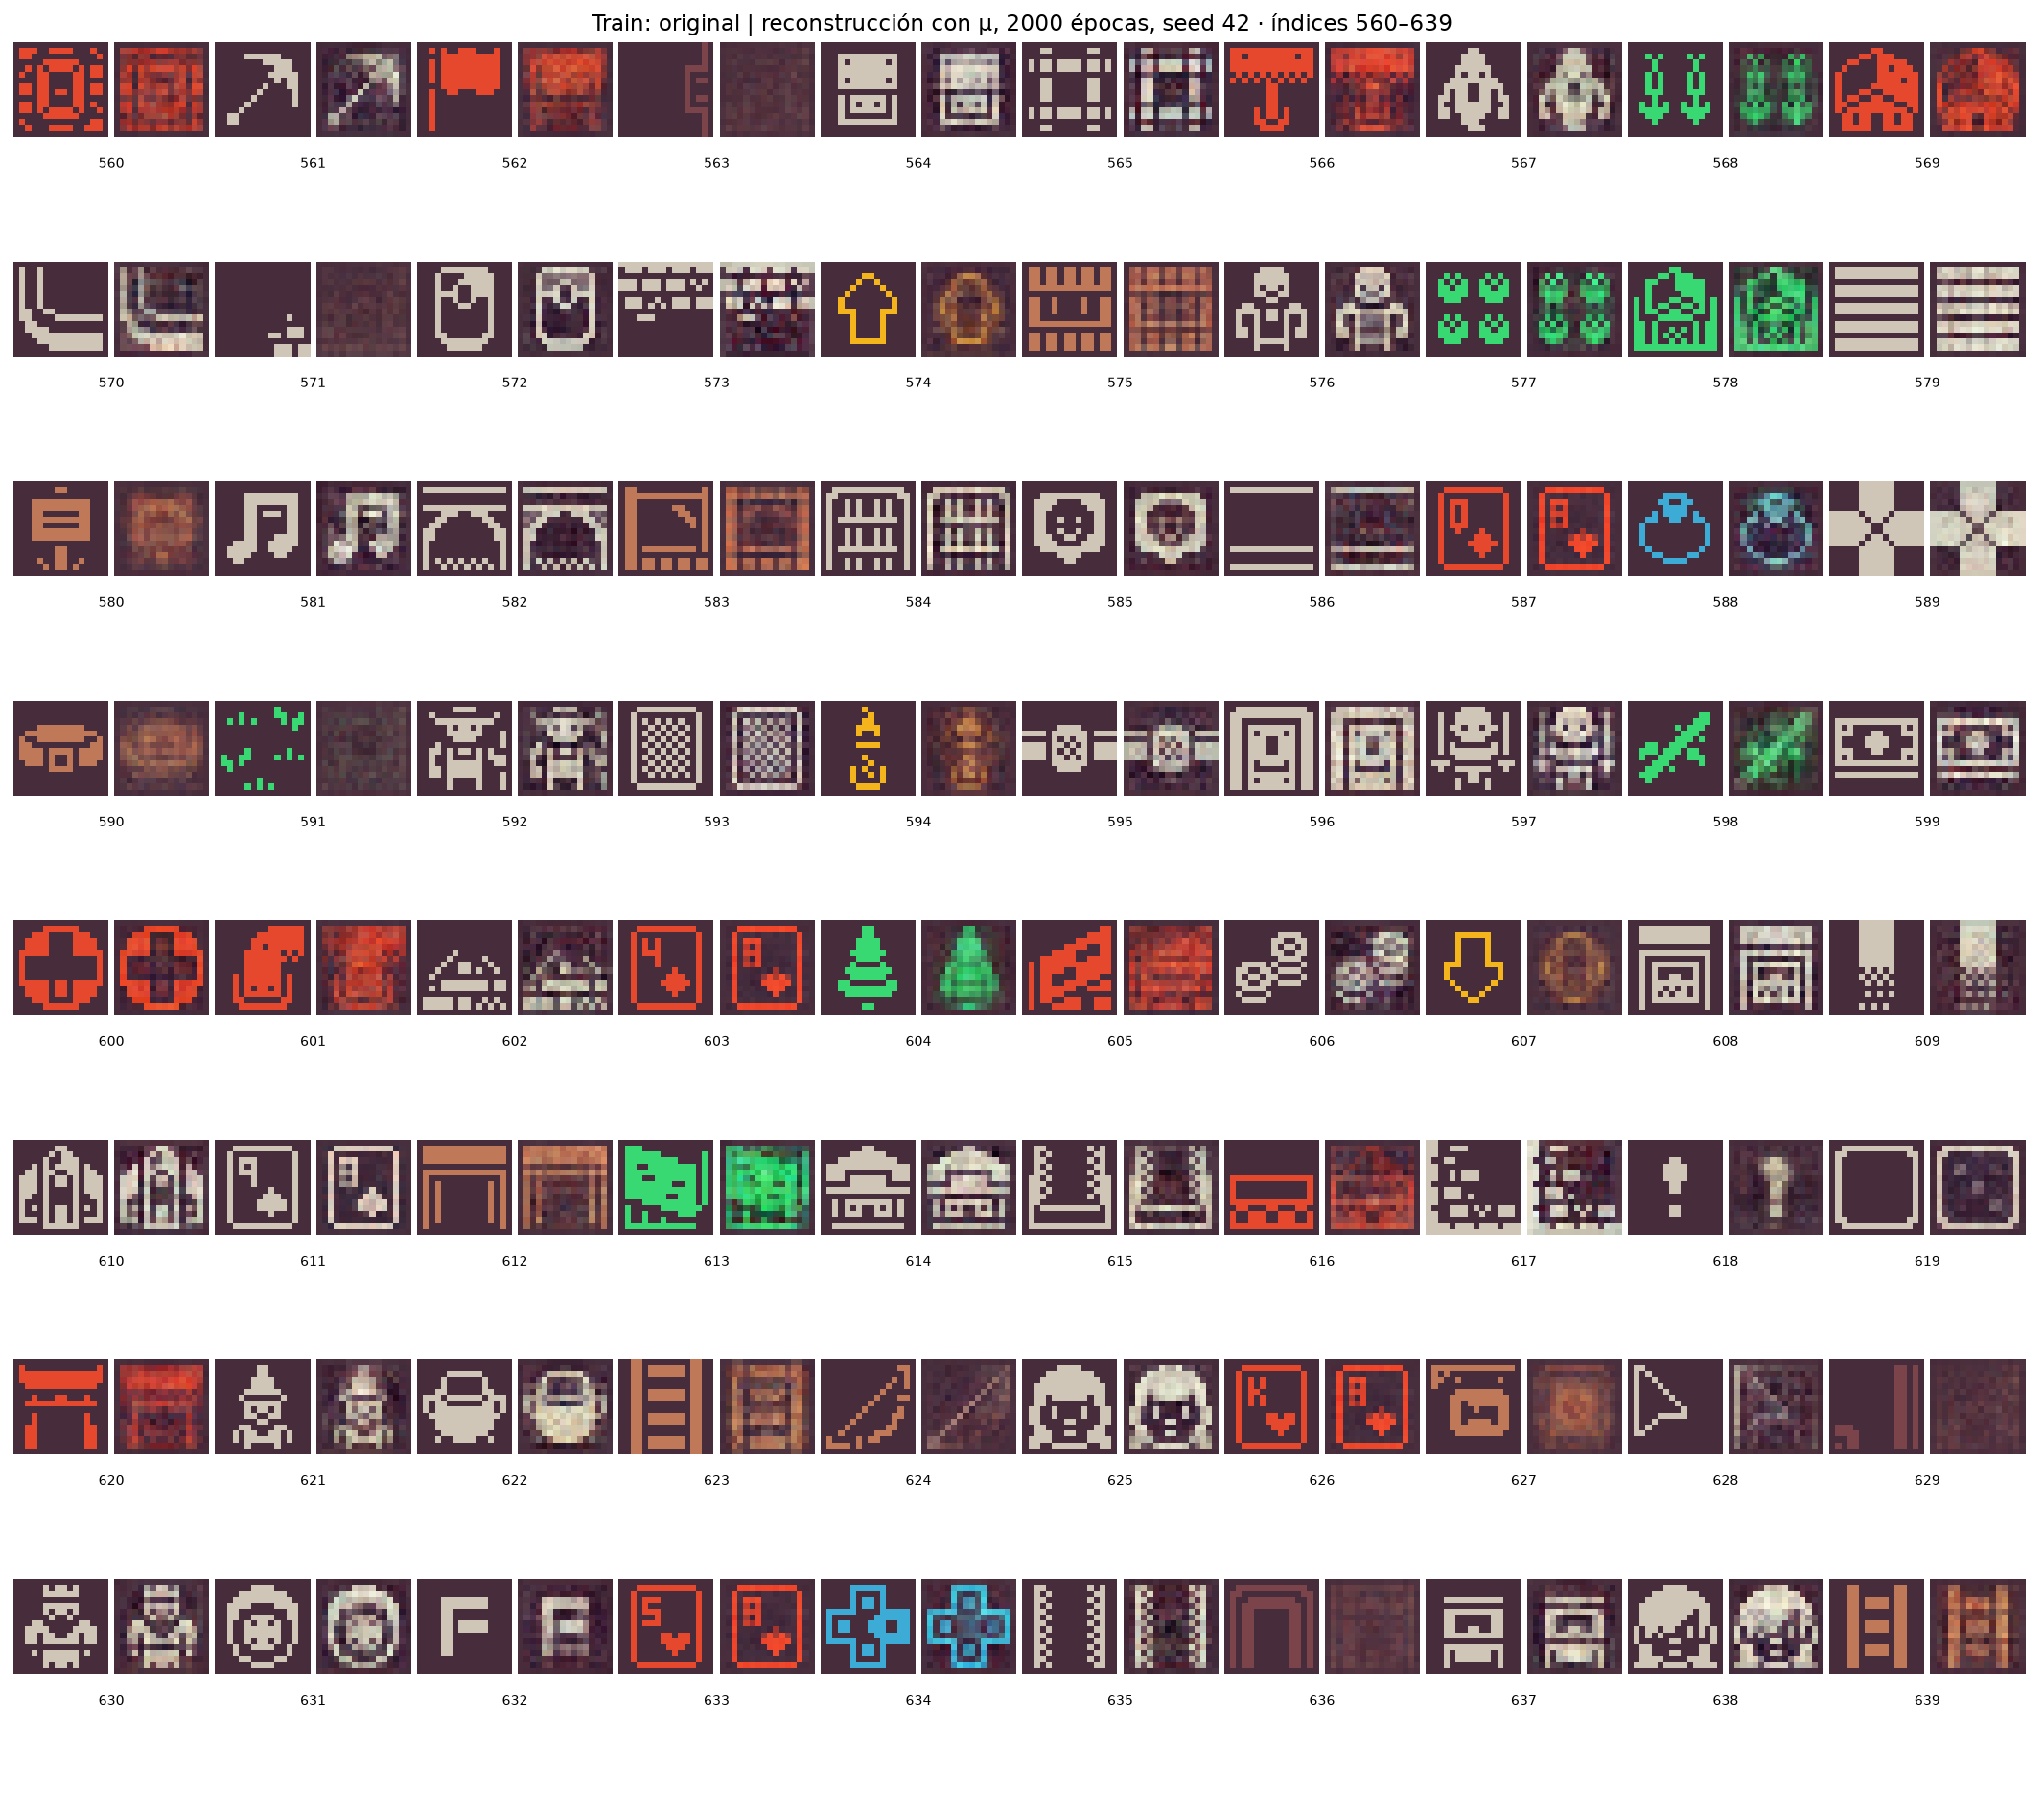 Train: original | reconstrucción con μ, 2000 épocas, seed 42 · índices 560–639
560 561 562 563 564 565 566 567 568 569
570 571 572 573 574 575 576 577 578 579
580 581 582 583 584 585 586 587 588 589
590 591 592 593 594 595 596 597 598 599
600 601 602 603 604 605 606 607 608 609
610 611 612 613 614 615 616 617 618 619
620 621 622 623 624 625 626 627 628 629
630 631 632 633 634 635 636 637 638 639